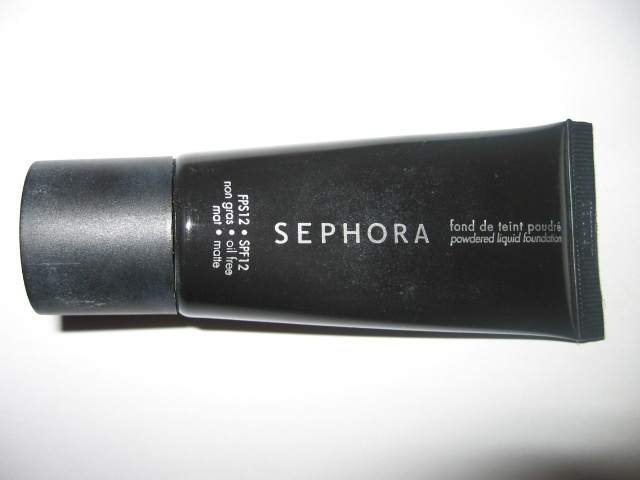 SEPHORA
fond de teint poudré
powdered liquid foundation
FPS12 • SPF12
non gras • oil free
mat • matte